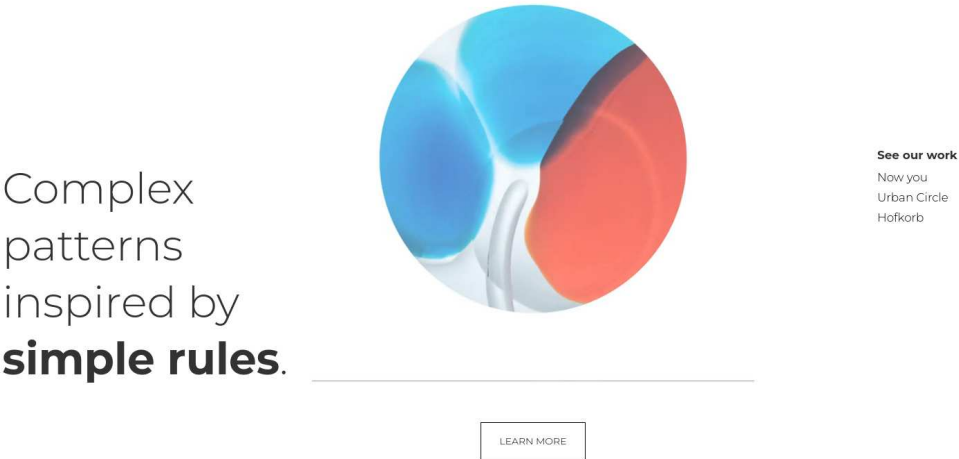 Complex
patterns
inspired by
simple rules.
See our work
Now you
Urban Circle
Hofkorb
LEARN MORE